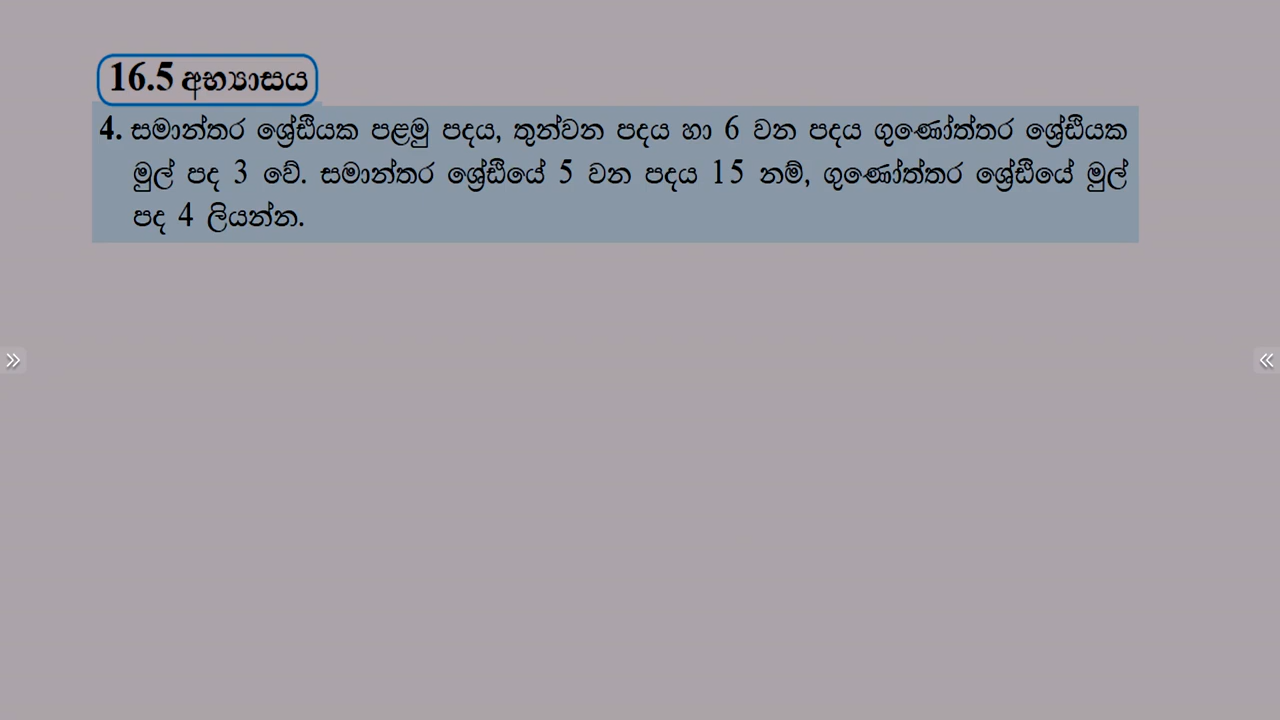 16.5 අභ්‍යාසය
4. සමාන්තර ශ්‍රේඪියක පළමු පදය, තුන්වන පදය හා 6 වන පදය ගුණෝත්තර ශ්‍රේඪියක
මුල් පද 3 වේ. සමාන්තර ශ්‍රේඪියේ 5 වන පදය 15 නම්, ගුණෝත්තර ශ්‍රේඪියේ මුල්
පද 4 ලියන්න.